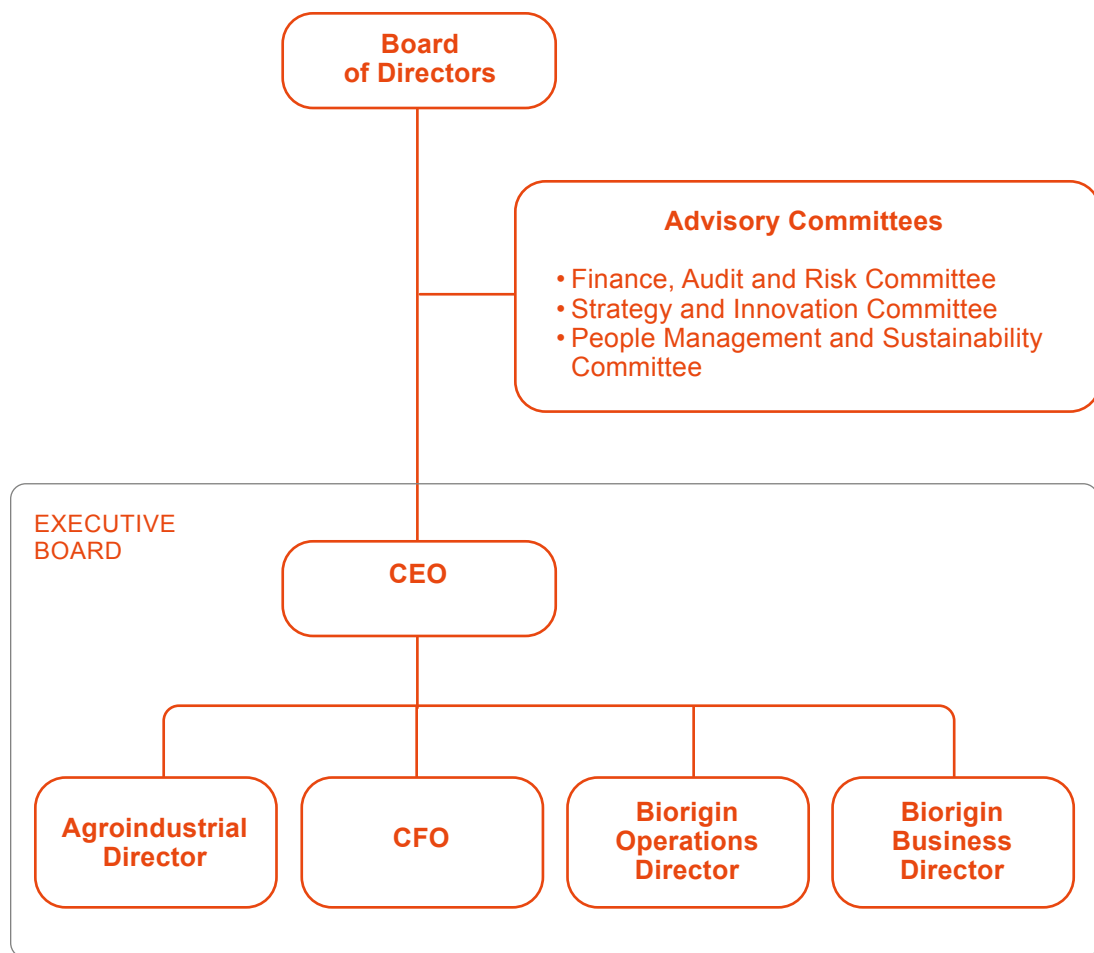 Board
of Directors
Advisory Committees
• Finance, Audit and Risk Committee
• Strategy and Innovation Committee
• People Management and Sustainability
Committee
EXECUTIVE
BOARD
CEO
Agroindustrial
Director
CFO
Biorigin
Operations
Director
Biorigin
Business
Director